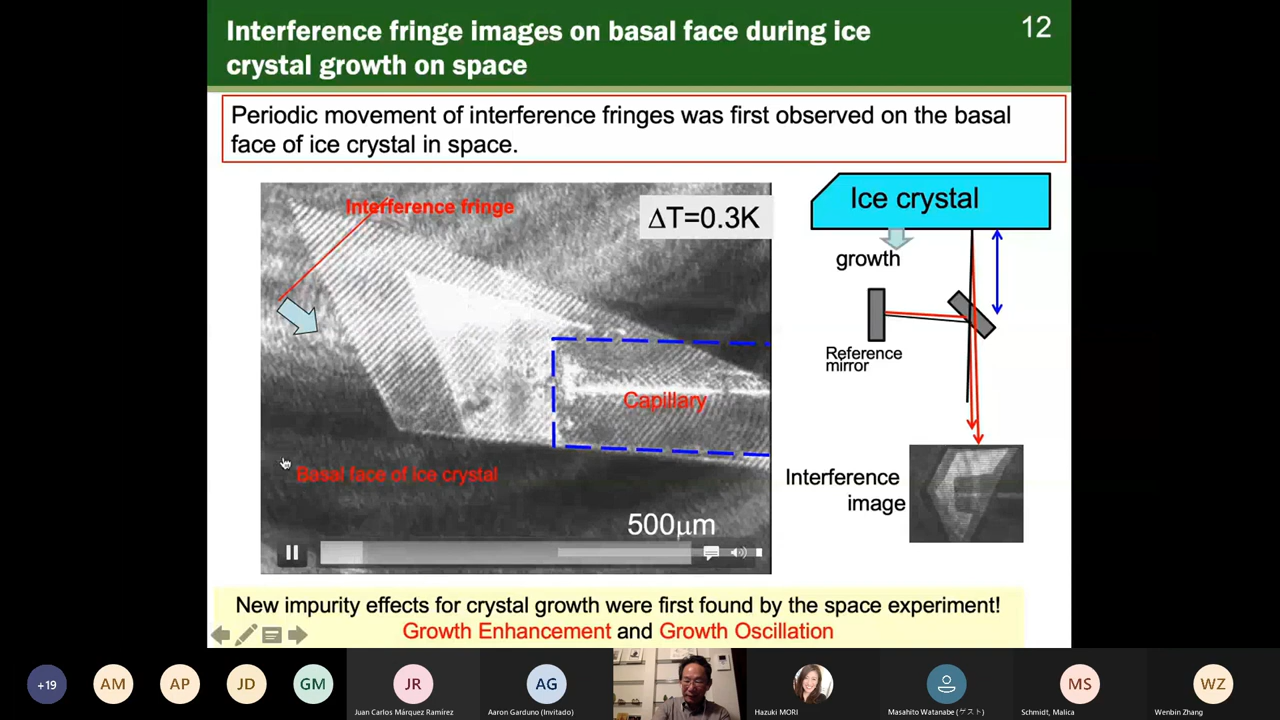 Interference fringe images on basal face during ice
crystal growth on space
12
Periodic movement of interference fringes was first observed on the basal
face of ice crystal in space.
Interference fringe
ΔT=0.3K
Capillary
Basal face of ice crystal
500μm
Ice crystal
growth
Reference
mirror
Interference
image
New impurity effects for crystal growth were first found by the space experiment!
Growth Enhancement and Growth Oscillation
+19
AM
AP
JD
GM
JR
Juan Carlos Márquez Ramírez
AG
Aaron Garduno (Invitado)
Hazuki MORI
Masahito Watanabe (ゲスト)
MS
Schmidt, Malica
WZ
Wenbin Zhang